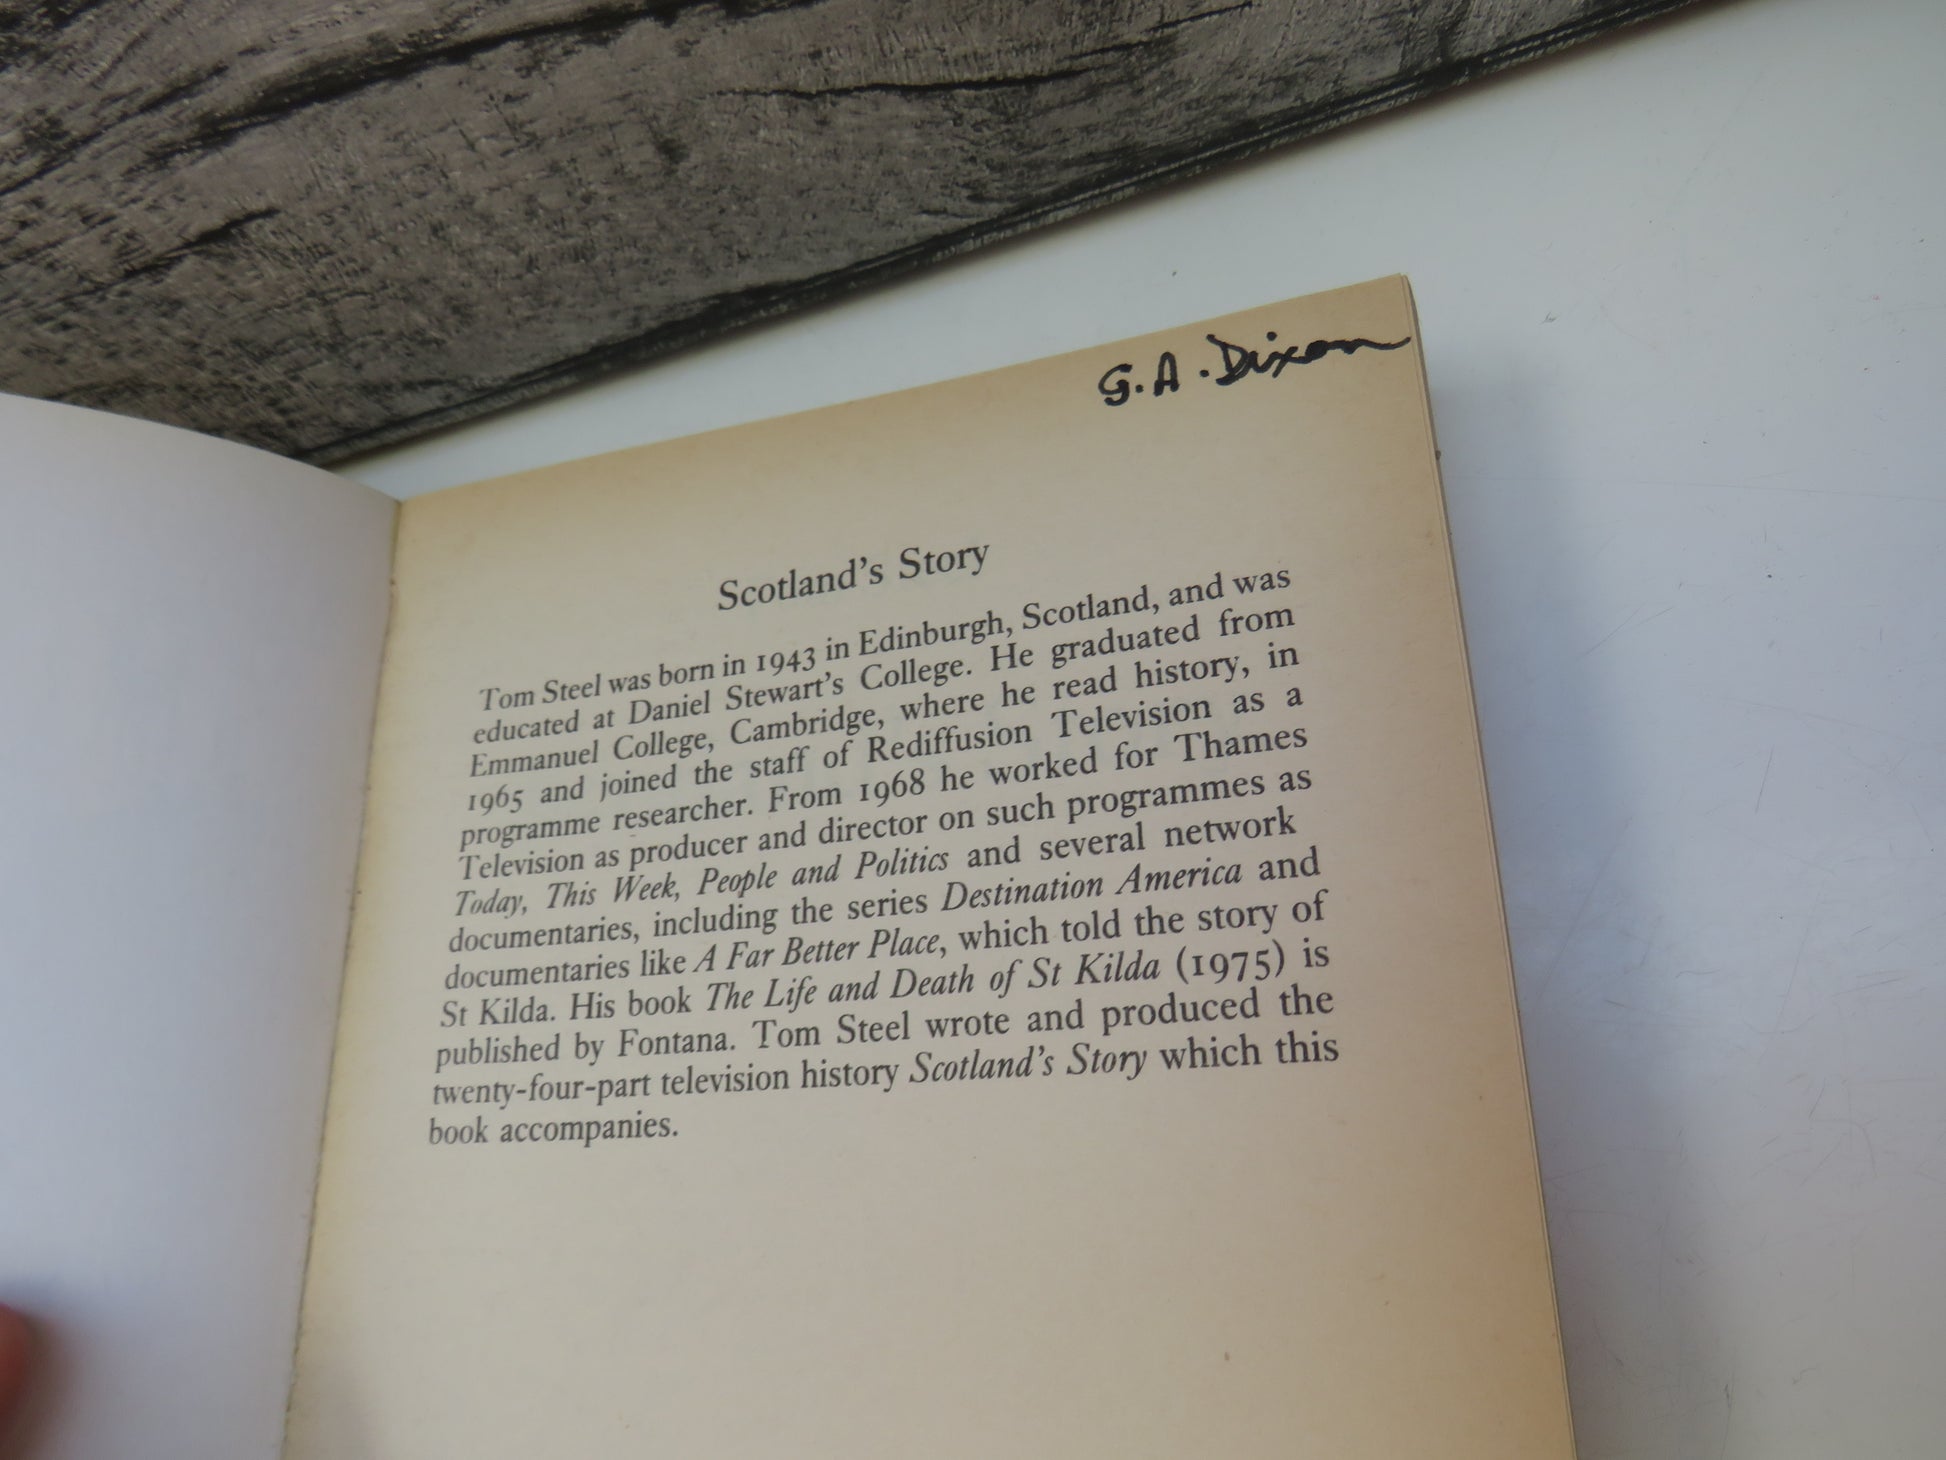 G. A. Dixon
Scotland's Story
Tom Steel was born in 1943 in Edinburgh, Scotland, and was
educated at Daniel Stewart's College. He graduated from
Emmanuel College, Cambridge, where he read history, in
1965 and joined the staff of Rediffusion Television as a
programme researcher. From 1968 he worked for Thames
Television as producer and director on such programmes as
Today, This Week, People and Politics and several network
documentaries, including the series Destination America and
documentaries like A Far Better Place, which told the story of
St Kilda. His book The Life and Death of St Kilda (1975) is
published by Fontana. Tom Steel wrote and produced the
twenty-four-part television history Scotland's Story which this
book accompanies.